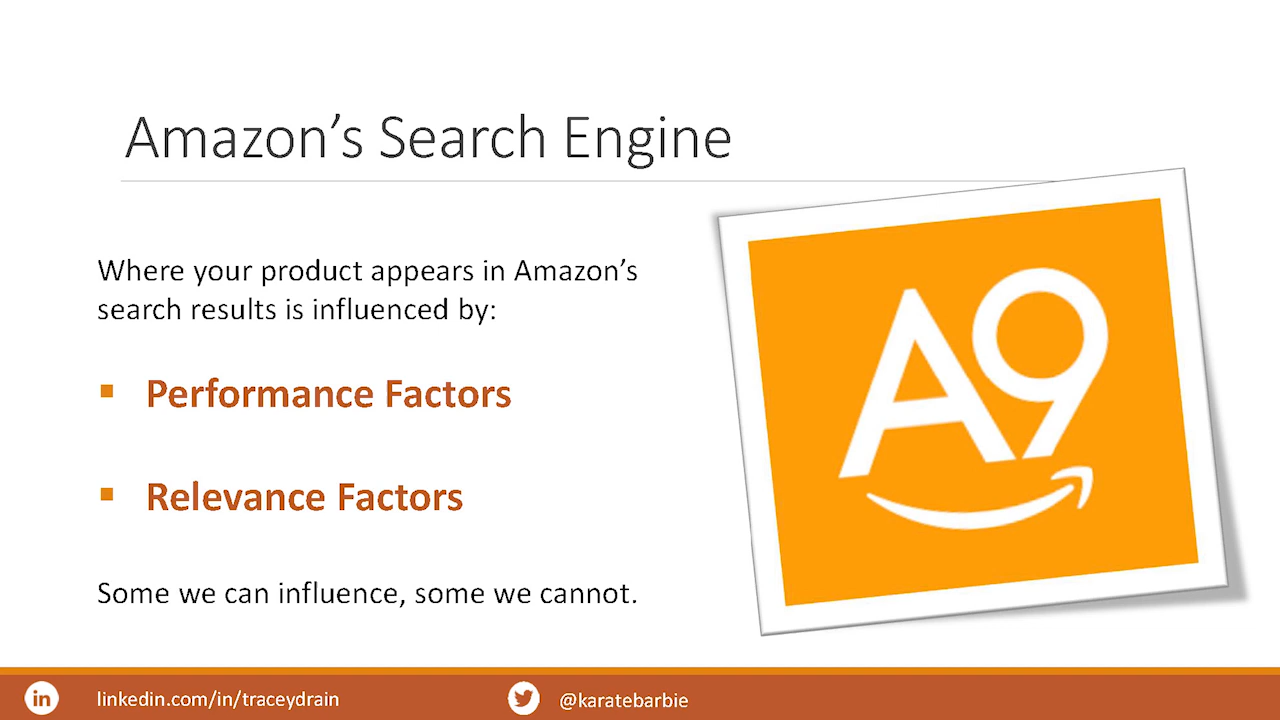 Amazon’s Search Engine
Where your product appears in Amazon’s
search results is influenced by:
▪ Performance Factors
▪ Relevance Factors
Some we can influence, some we cannot.
A9
in
linkedin.com/in/traceydrain
@karatebarbie